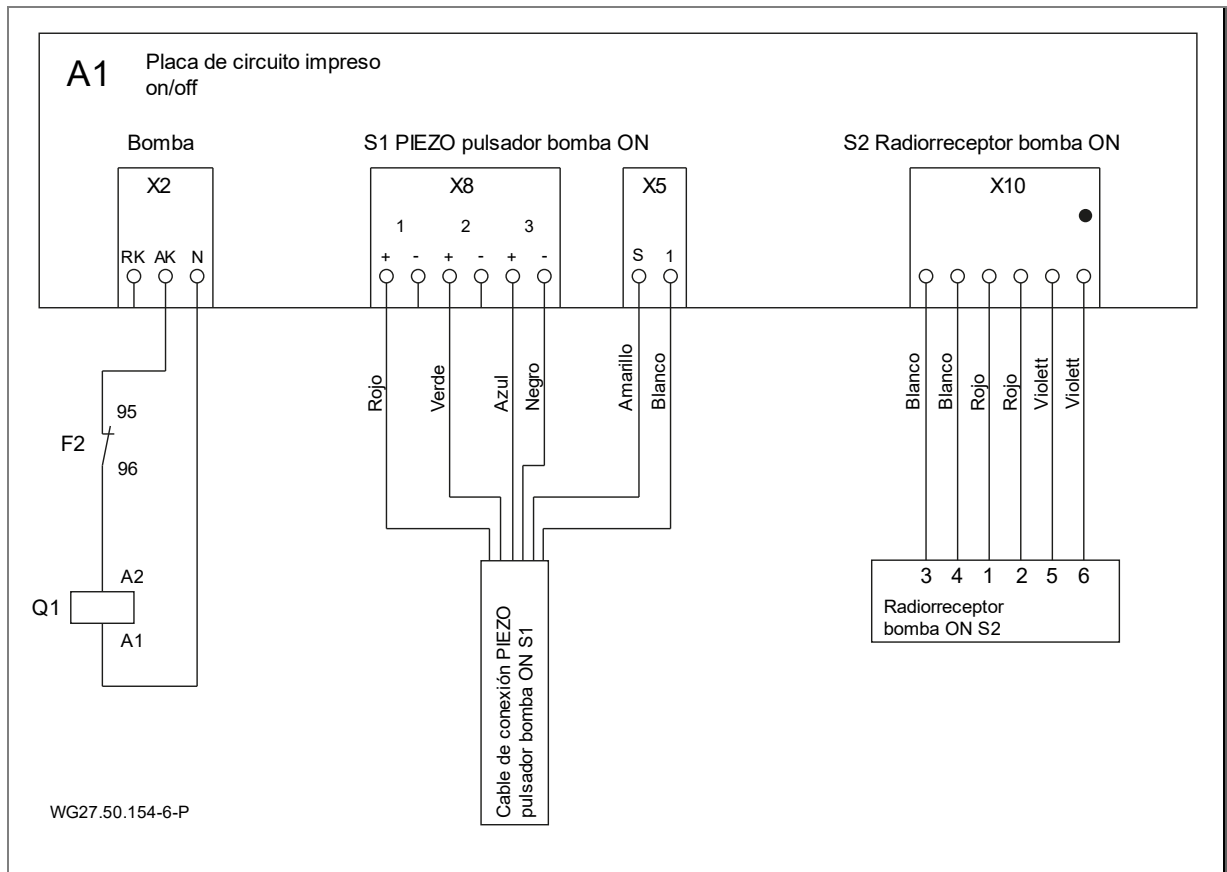 A1
Placa de circuito impreso
on/off
Bomba
S1 PIEZO pulsador bomba ON
S2 Radiorreceptor bomba ON
X2
X8
X5
X10
1 2 3
RK AK N
+ - + - + -
S 1
Rojo
Verde
Azul
Negro
Amarillo
Blanco
Blanco
Blanco
Rojo
Rojo
Violett
Violett
F2
95
96
A2
Q1
A1
Cable de conexión PIEZO
pulsador bomba ON S1
3 4 1 2 5 6
Radiorreceptor
bomba ON S2
WG27.50.154-6-P